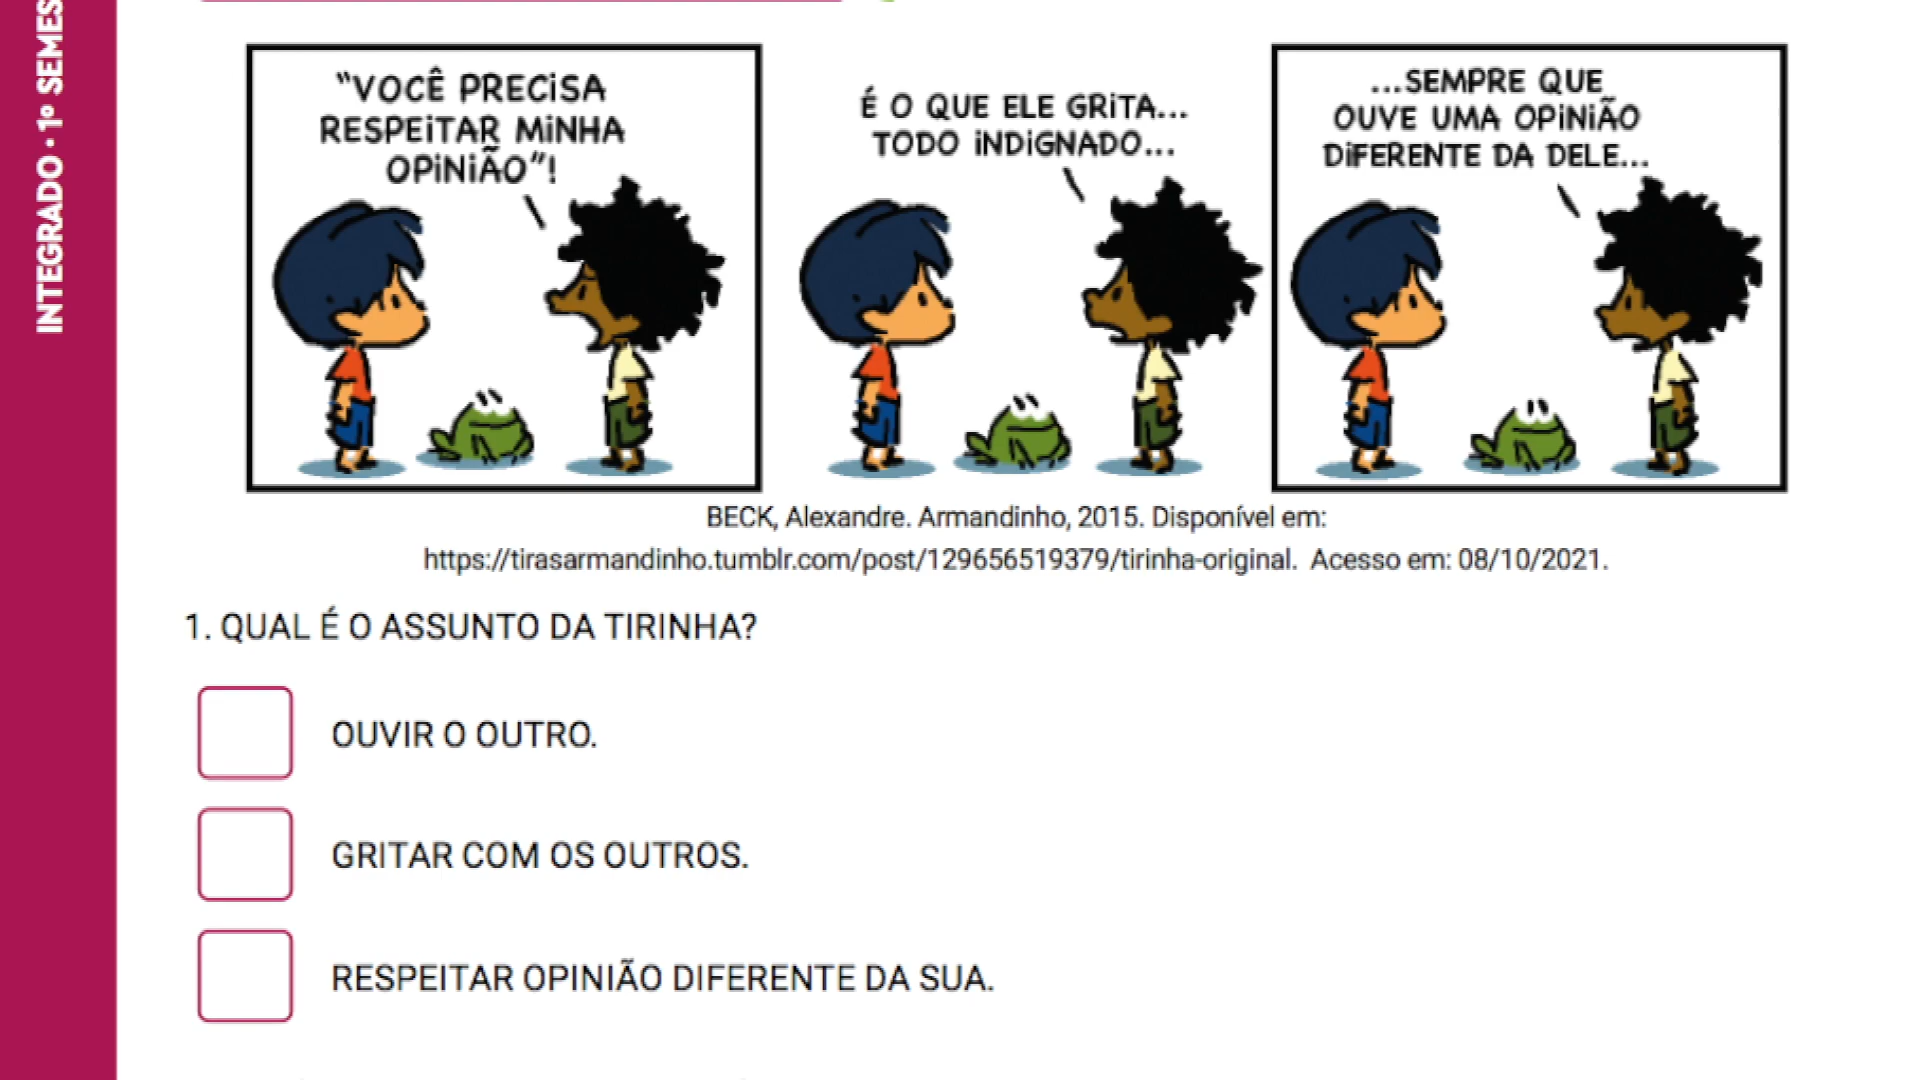 INTEGRADO • 1º SEMES
"VOCÊ PRECISA
RESPEITAR MINHA
OPINIÃO"!
É O QUE ELE GRITA...
TODO INDIGNADO...
...SEMPRE QUE
OUVE UMA OPINIÃO
DIFERENTE DA DELE...
BECK, Alexandre. Armandinho, 2015. Disponível em:
https://tirasarmandinho.tumblr.com/post/129656519379/tirinha-original. Acesso em: 08/10/2021.
1. QUAL É O ASSUNTO DA TIRINHA?
OUVIR O OUTRO.
GRITAR COM OS OUTROS.
RESPEITAR OPINIÃO DIFERENTE DA SUA.